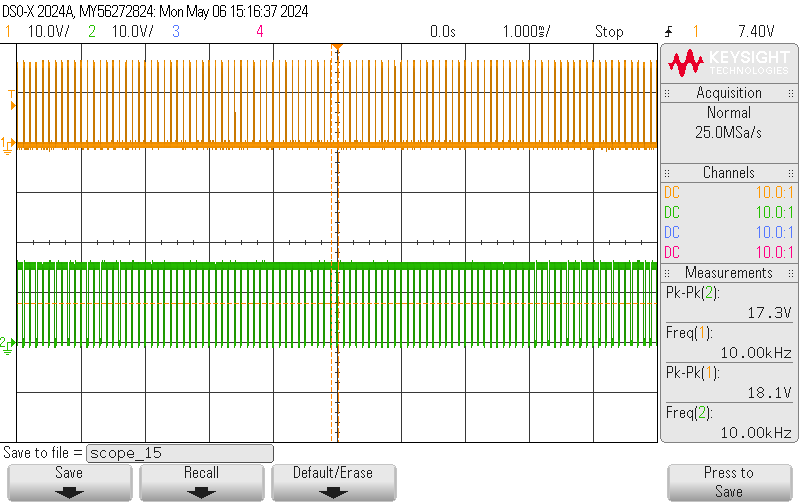 DSO-X 2024A, MY56272824: Mon May 06 15:16:37 2024
1 10.0V/ 2 10.0V/ 3 4 0.0s 1.000ms/ Stop 1 7.40V
KEYSIGHT
TECHNOLOGIES
Acquisition
Normal
25.0MSa/s
Channels
DC 10.0:1
DC 10.0:1
DC 10.0:1
DC 10.0:1
Measurements
Pk-Pk(2):
17.3V
Freq(1):
10.00kHz
Pk-Pk(1):
18.1V
Freq(2):
10.00kHz
T
1
2
Save to file = scope_15
Save
Recall
Default/Erase
Press to
Save